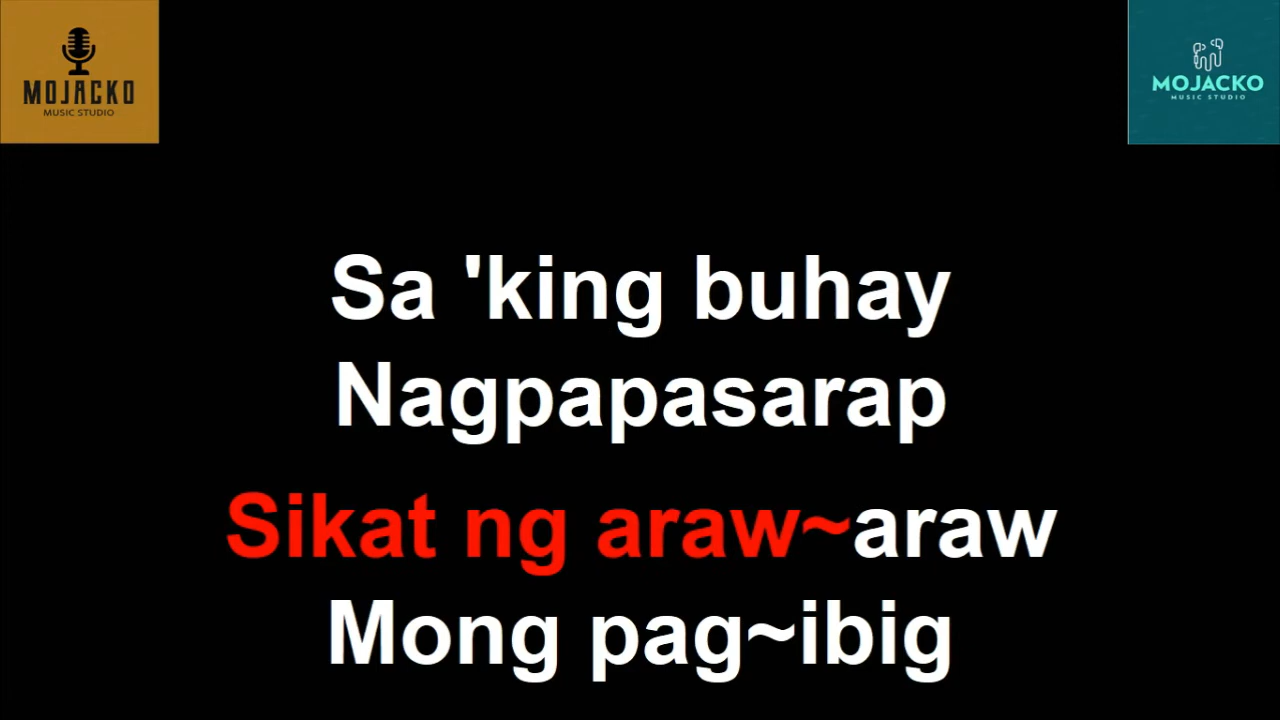 MOJACKO
MUSIC STUDIO
MOJACKO
MUSIC STUDIO
Sa 'king buhay
Nagpapasarap
Sikat ng araw~araw
Mong pag~ibig